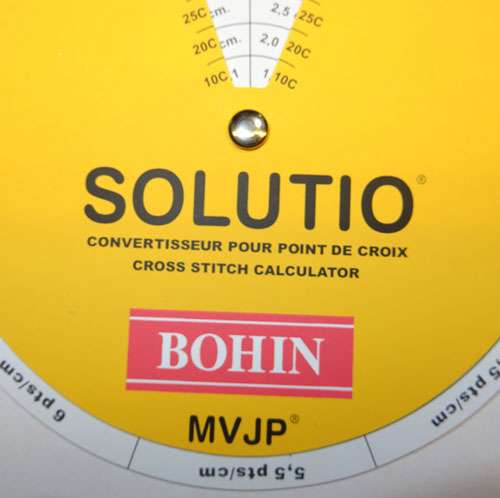 25C cm. 2,5 25C
20C cm. 2,0 20C
10C 1 1, 10C
SOLUTIO®
CONVERTISSEUR POUR POINT DE CROIX
CROSS STITCH CALCULATOR
BOHIN
MVJP®
6 pts/cm
5,5 pts/cm
5 pts/cm